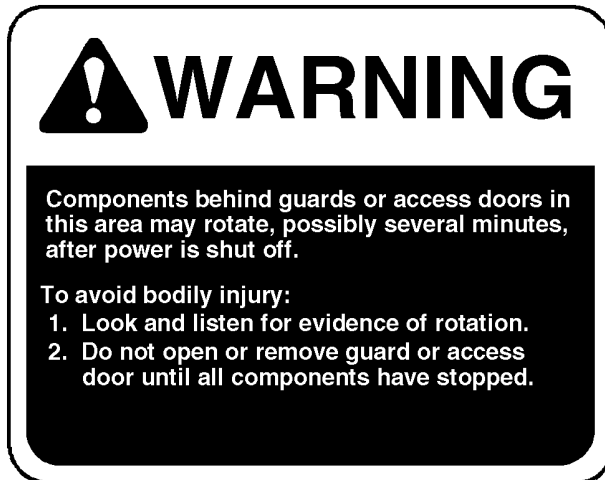 WARNING
Components behind guards or access doors in
this area may rotate, possibly several minutes,
after power is shut off.
To avoid bodily injury:
1. Look and listen for evidence of rotation.
2. Do not open or remove guard or access
door until all components have stopped.